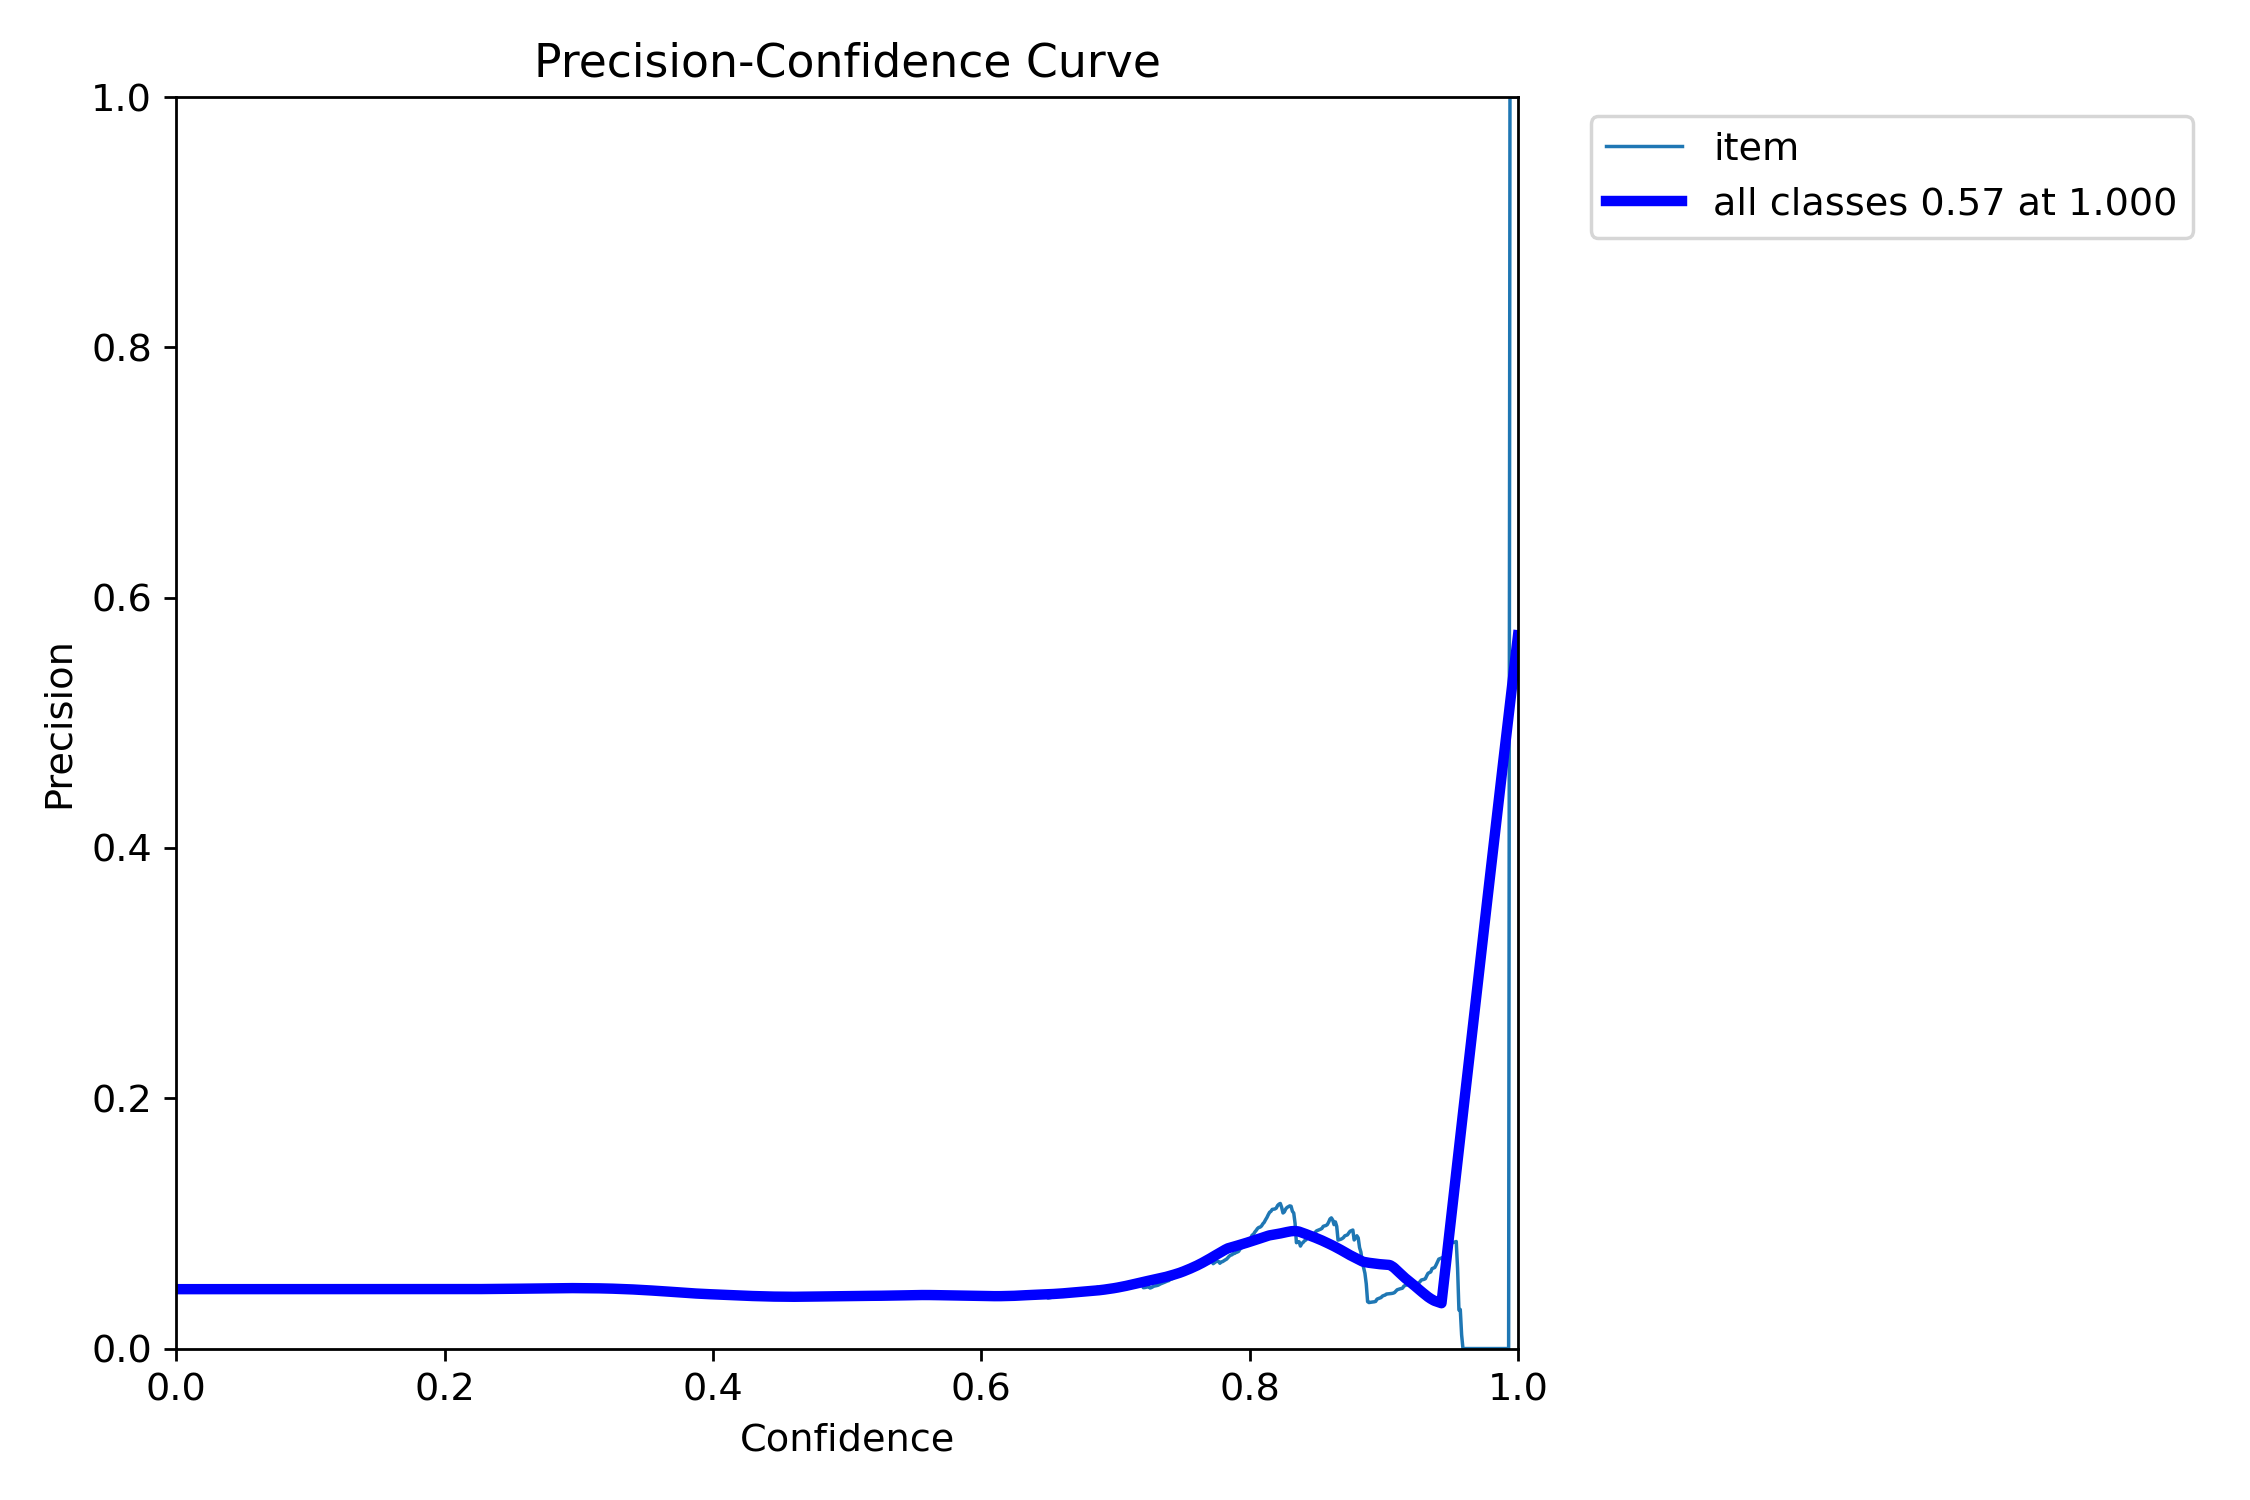 Precision-Confidence Curve
item
all classes 0.57 at 1.000
Precision
1.0
0.8
0.6
0.4
0.2
0.0
0.0 0.2 0.4 0.6 0.8 1.0
Confidence